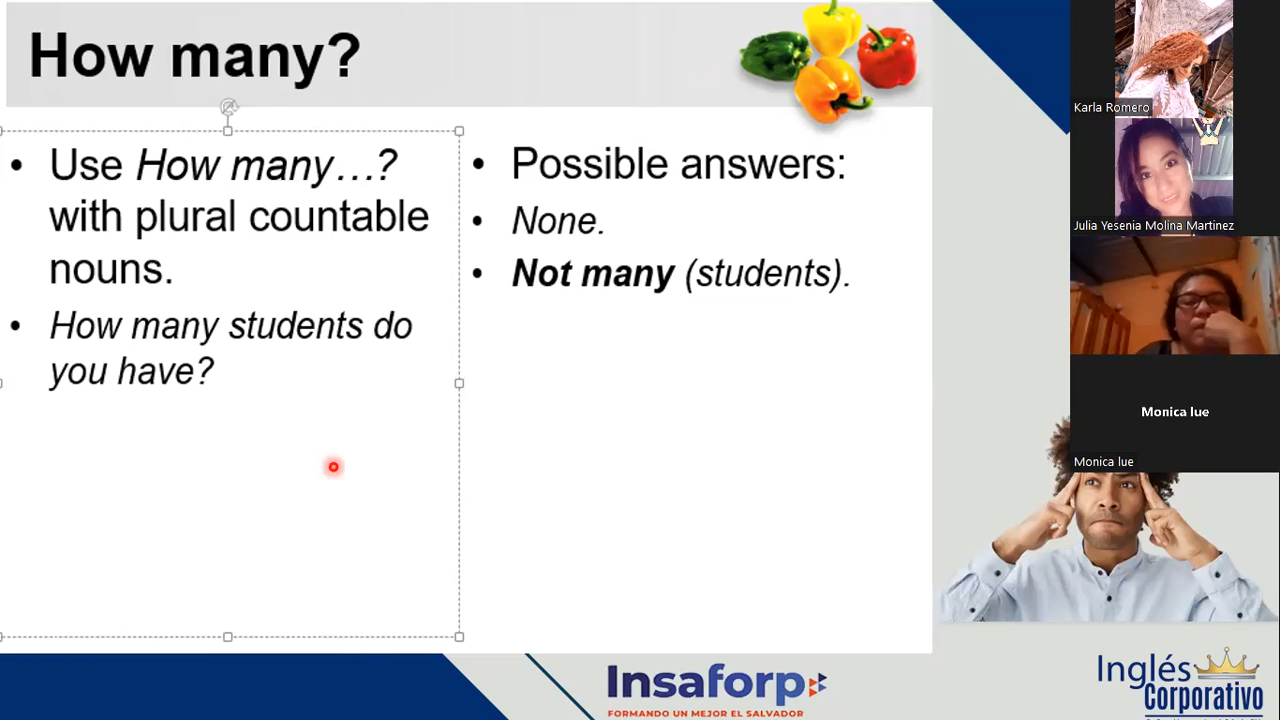 How many?
• Use How many…?
with plural countable
nouns.
• How many students do
you have?
• Possible answers:
• None.
• Not many (students).
Karla Romero
Julia Yesenia Molina Martinez
Monica lue
Monica lue
Insaforp
FORMANDO UN MEJOR EL SALVADOR
Inglés
Corporativo